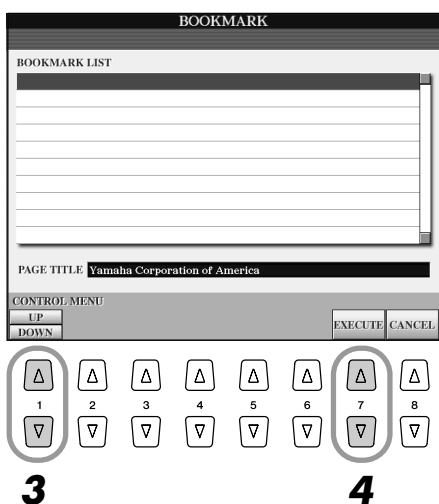 BOOKMARK
BOOKMARK LIST
PAGE TITLE Yamaha Corporation of America
CONTROL MENU
UP
DOWN
EXECUTE CANCEL
1 2 3 4 5 6 7 8
3 4